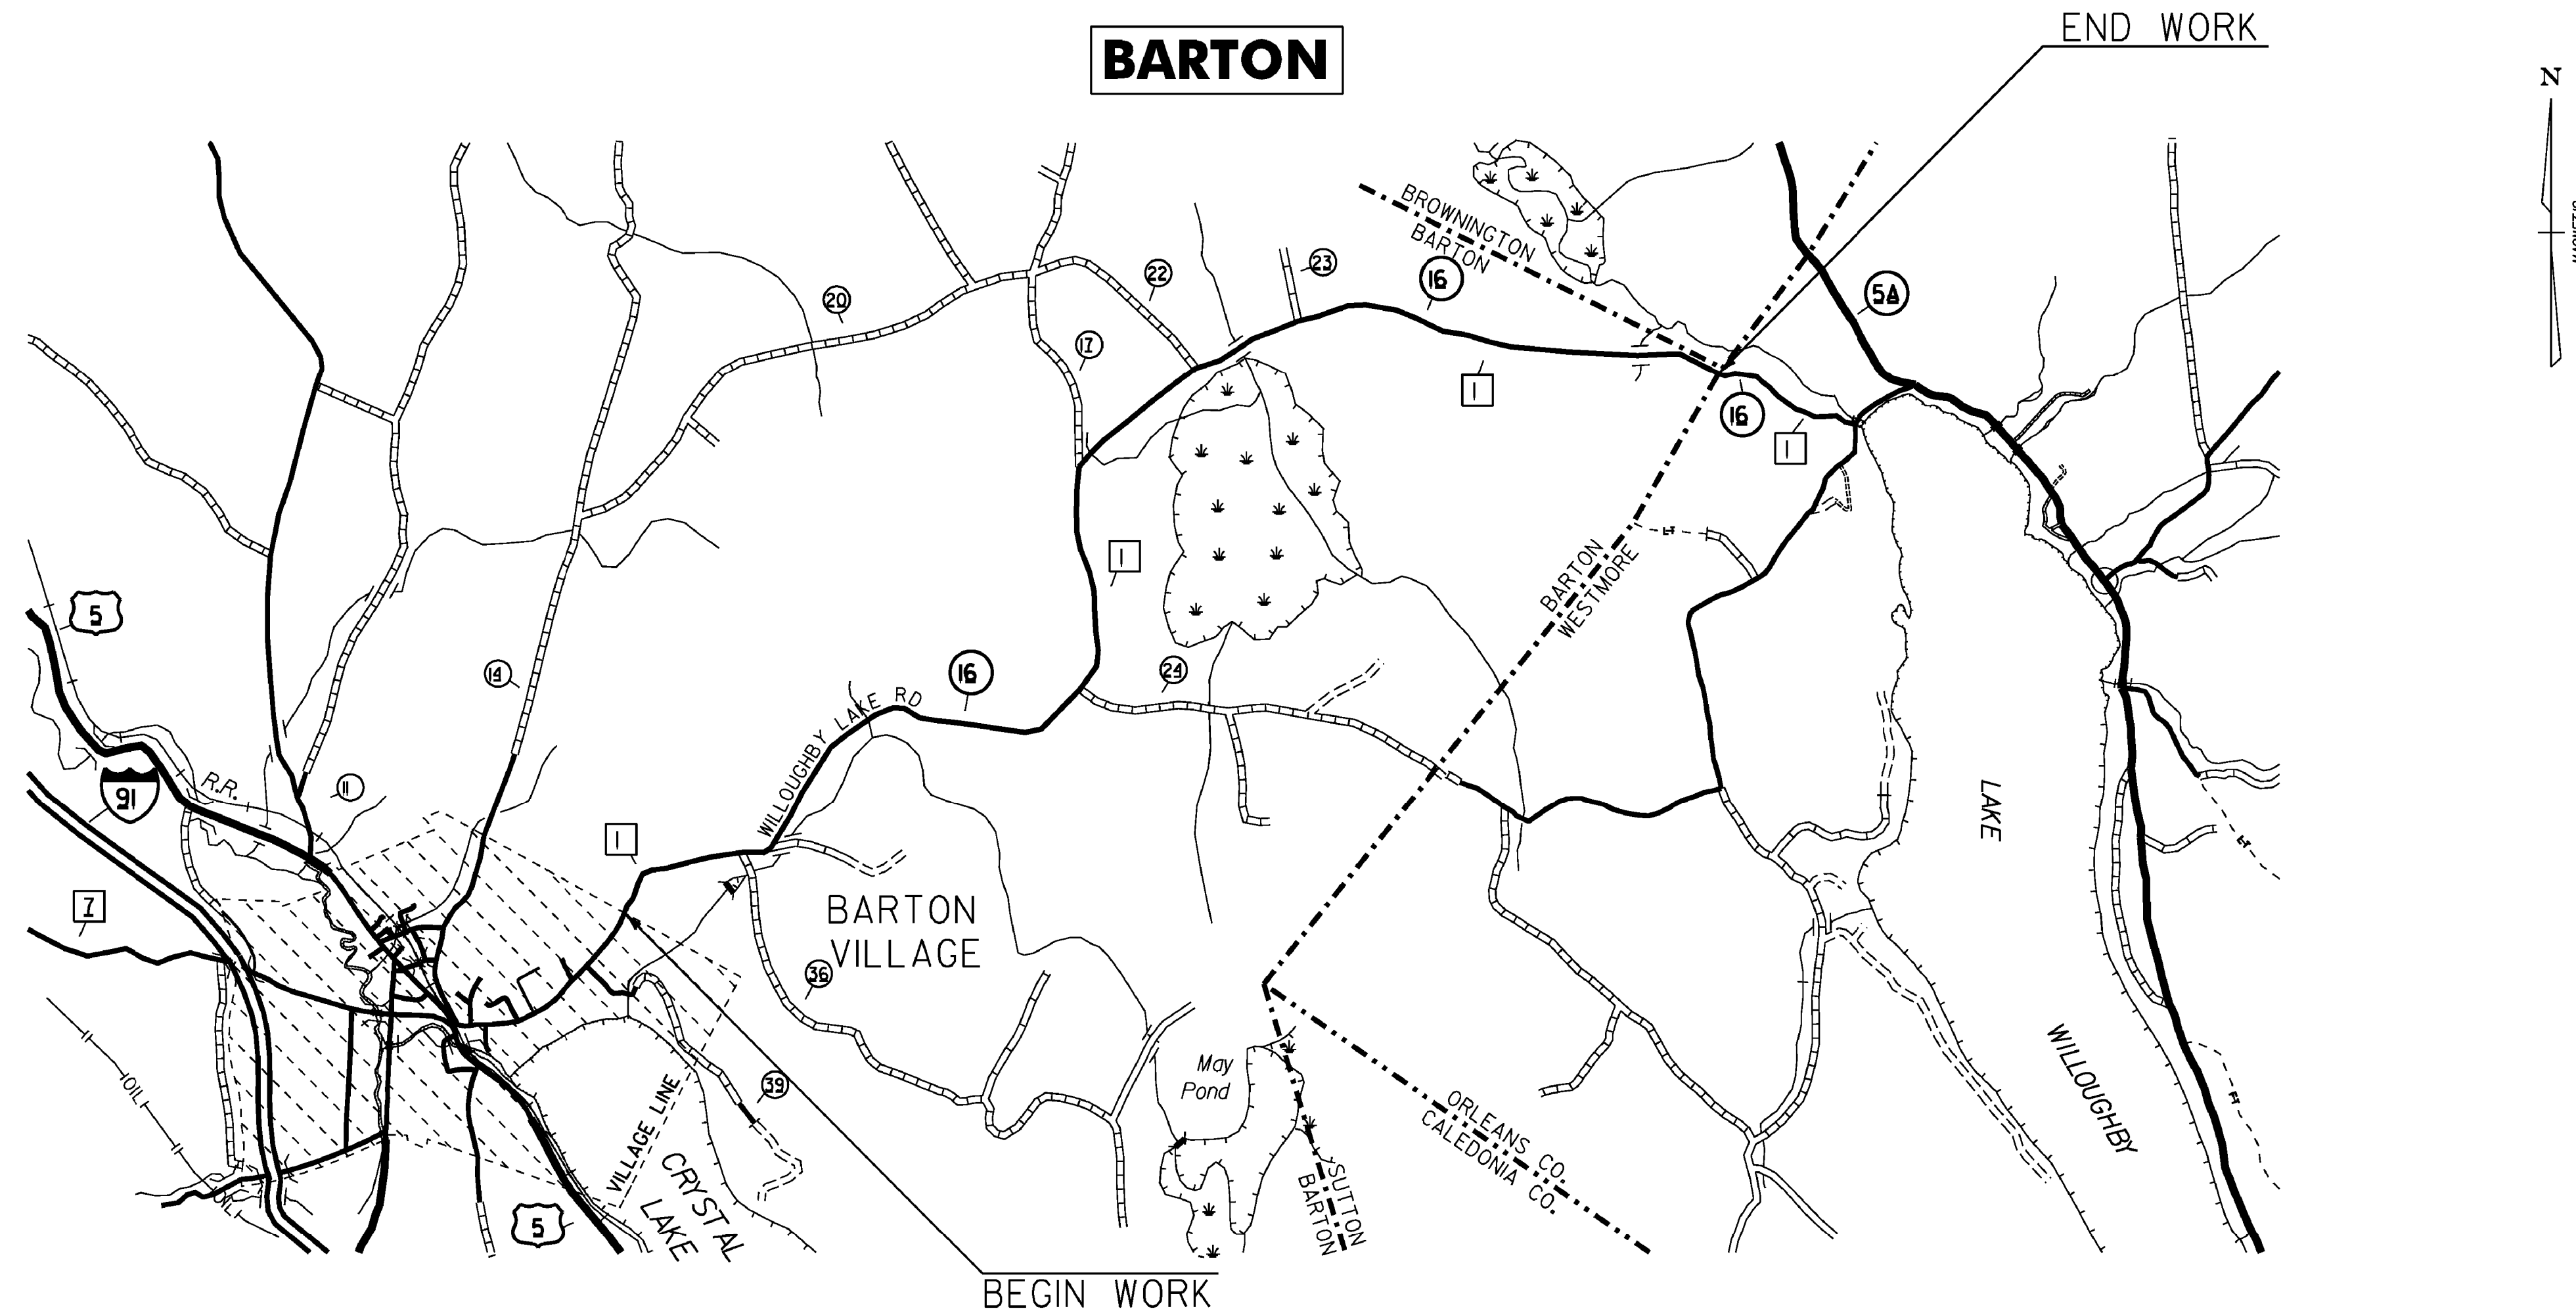 END WORK
BARTON
N
BROWNINGTON
BARTON
23
22
16
5A
20
17
1
16
1
BARTON
WESTMORE
1
5
14
16
24
WILLOUGHBY LAKE RD
R.R.
91
11
1
LAKE
7
BARTON
VILLAGE
36
WILLOUGHBY
May
Pond
39
OIL
VILLAGE LINE
ORLEANS CO.
CALEDONIA CO.
CRYSTAL
LAKE
SUTTON
BARTON
OIL
5
BEGIN WORK